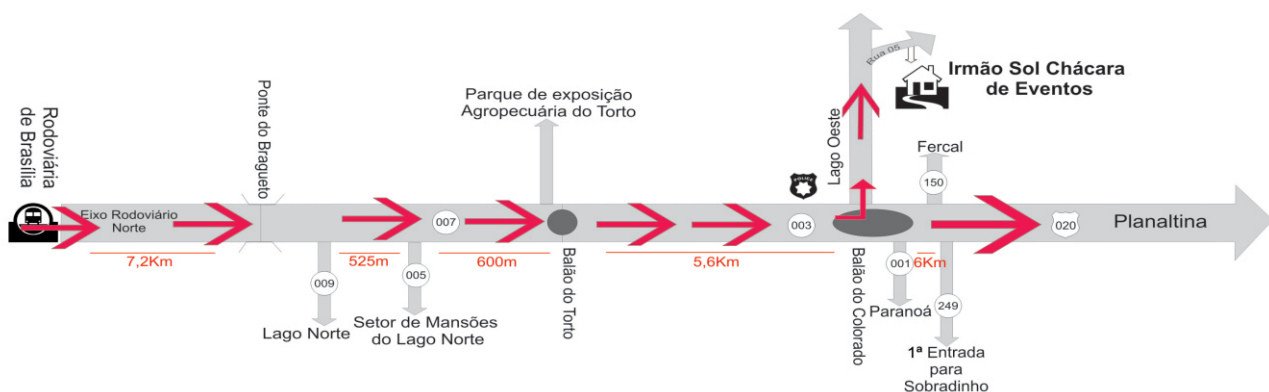 Rodoviária
de Brasília
Eixo Rodoviário
Norte
7,2Km
Ponte do Bragueto
009
Lago Norte
525m
007
005
Setor de Mansões
do Lago Norte
600m
Parque de exposição
Agropecuária do Torto
Balão do Torto
5,6Km
POLICE
003
Lago Oeste
Rua 05
Irmão Sol Chácara
de Eventos
Balão do Colorado
001
Paranoá
6Km
Fercal
150
249
1ª Entrada
para
Sobradinho
020
Planaltina